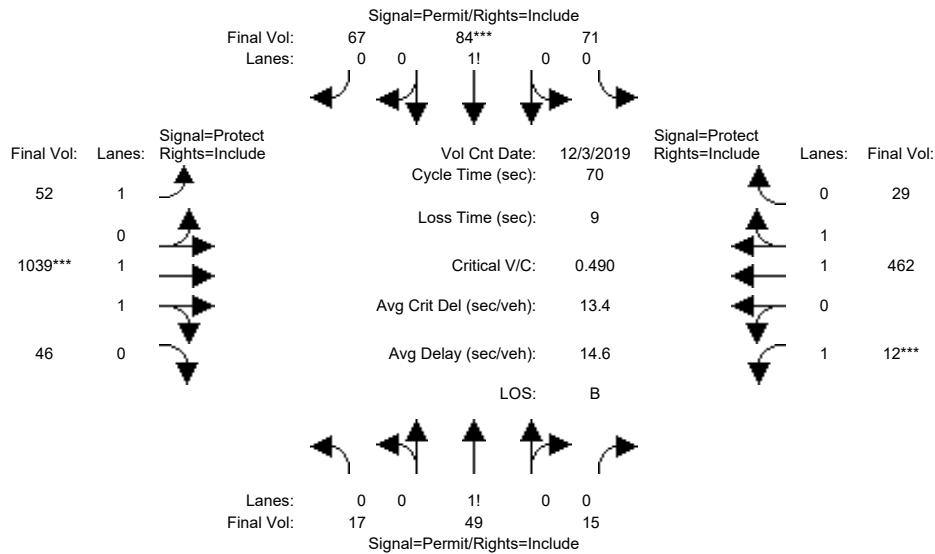 Signal=Permit/Rights=Include
Final Vol: 67 84*** 71
Lanes: 0 0 1! 0 0
Signal=Protect Signal=Protect
Final Vol: Lanes: Rights=Include Vol Cnt Date: 12/3/2019 Rights=Include Lanes: Final Vol:
Cycle Time (sec): 70
52 1 0 29
Loss Time (sec): 9
0 1
1039*** 1 Critical V/C: 0.490 1 462
1 Avg Crit Del (sec/veh): 13.4 0
46 0 Avg Delay (sec/veh): 14.6 1 12***
LOS: B
Lanes: 0 0 1! 0 0
Final Vol: 17 49 15
Signal=Permit/Rights=Include